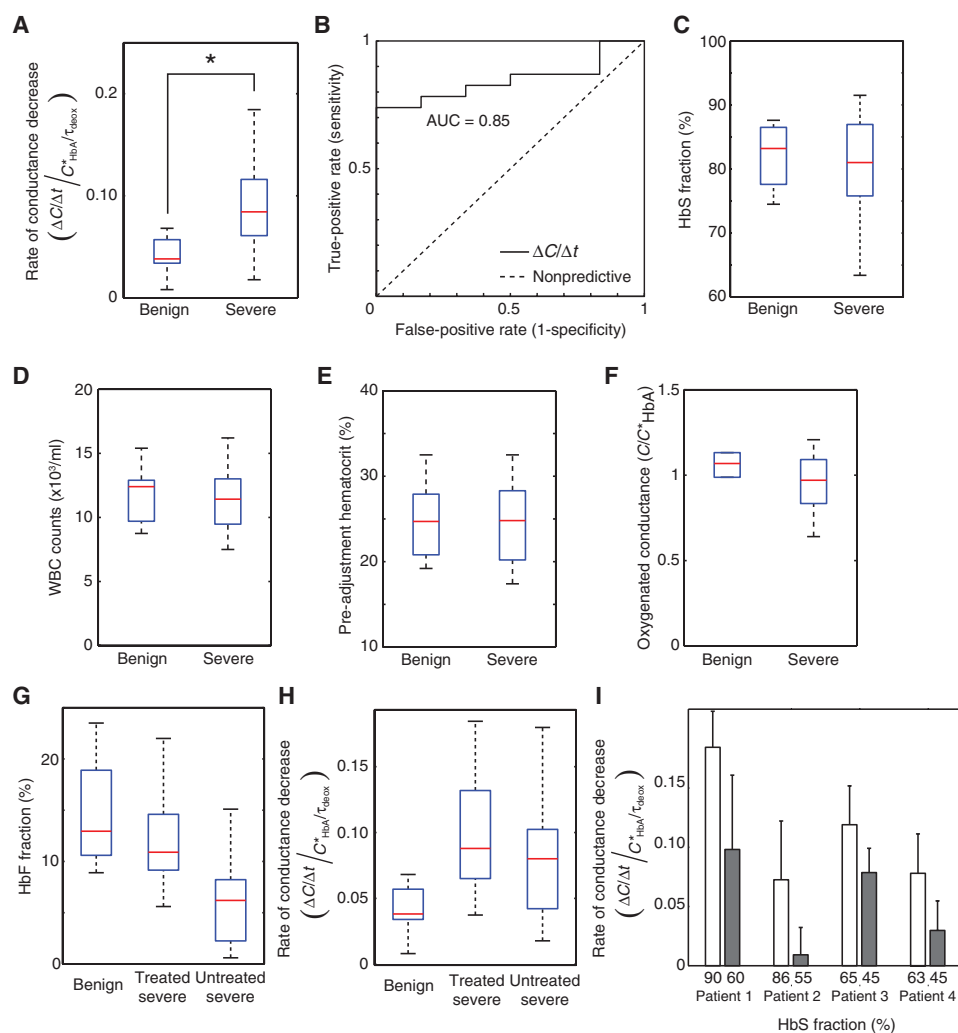 A
Rate of conductance decrease
(ΔC/Δt / C*HbA/τdeox)
0.2
0.10
0
*
Benign Severe
B
True-positive rate (sensitivity)
1
0.5
0
AUC = 0.85
ΔC/Δt
Nonpredictive
0 0.5 1
False-positive rate (1-specificity)
C
HbS fraction (%)
100
90
80
70
60
Benign Severe
D
WBC counts (x10³/ml)
20
15
10
5
0
Benign Severe
E
Pre-adjustment hematocrit (%)
40
30
20
10
Benign Severe
F
Oxygenated conductance (C/C*HbA)
1.5
1
0.5
0
Benign Severe
G
HbF fraction (%)
20
10
0
Benign Treated Untreated
severe severe
H
Rate of conductance decrease
(ΔC/Δt / C*HbA/τdeox)
0.15
0.10
0.05
0
Benign Treated Untreated
severe severe
I
Rate of conductance decrease
(ΔC/Δt / C*HbA/τdeox)
0.15
0.10
0.05
0
90 60 86 55 65 45 63 45
Patient 1 Patient 2 Patient 3 Patient 4
HbS fraction (%)